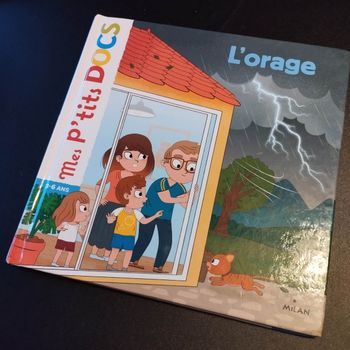 Mes p'tits DOCS
3-6 ANS
L'orage
MILAN